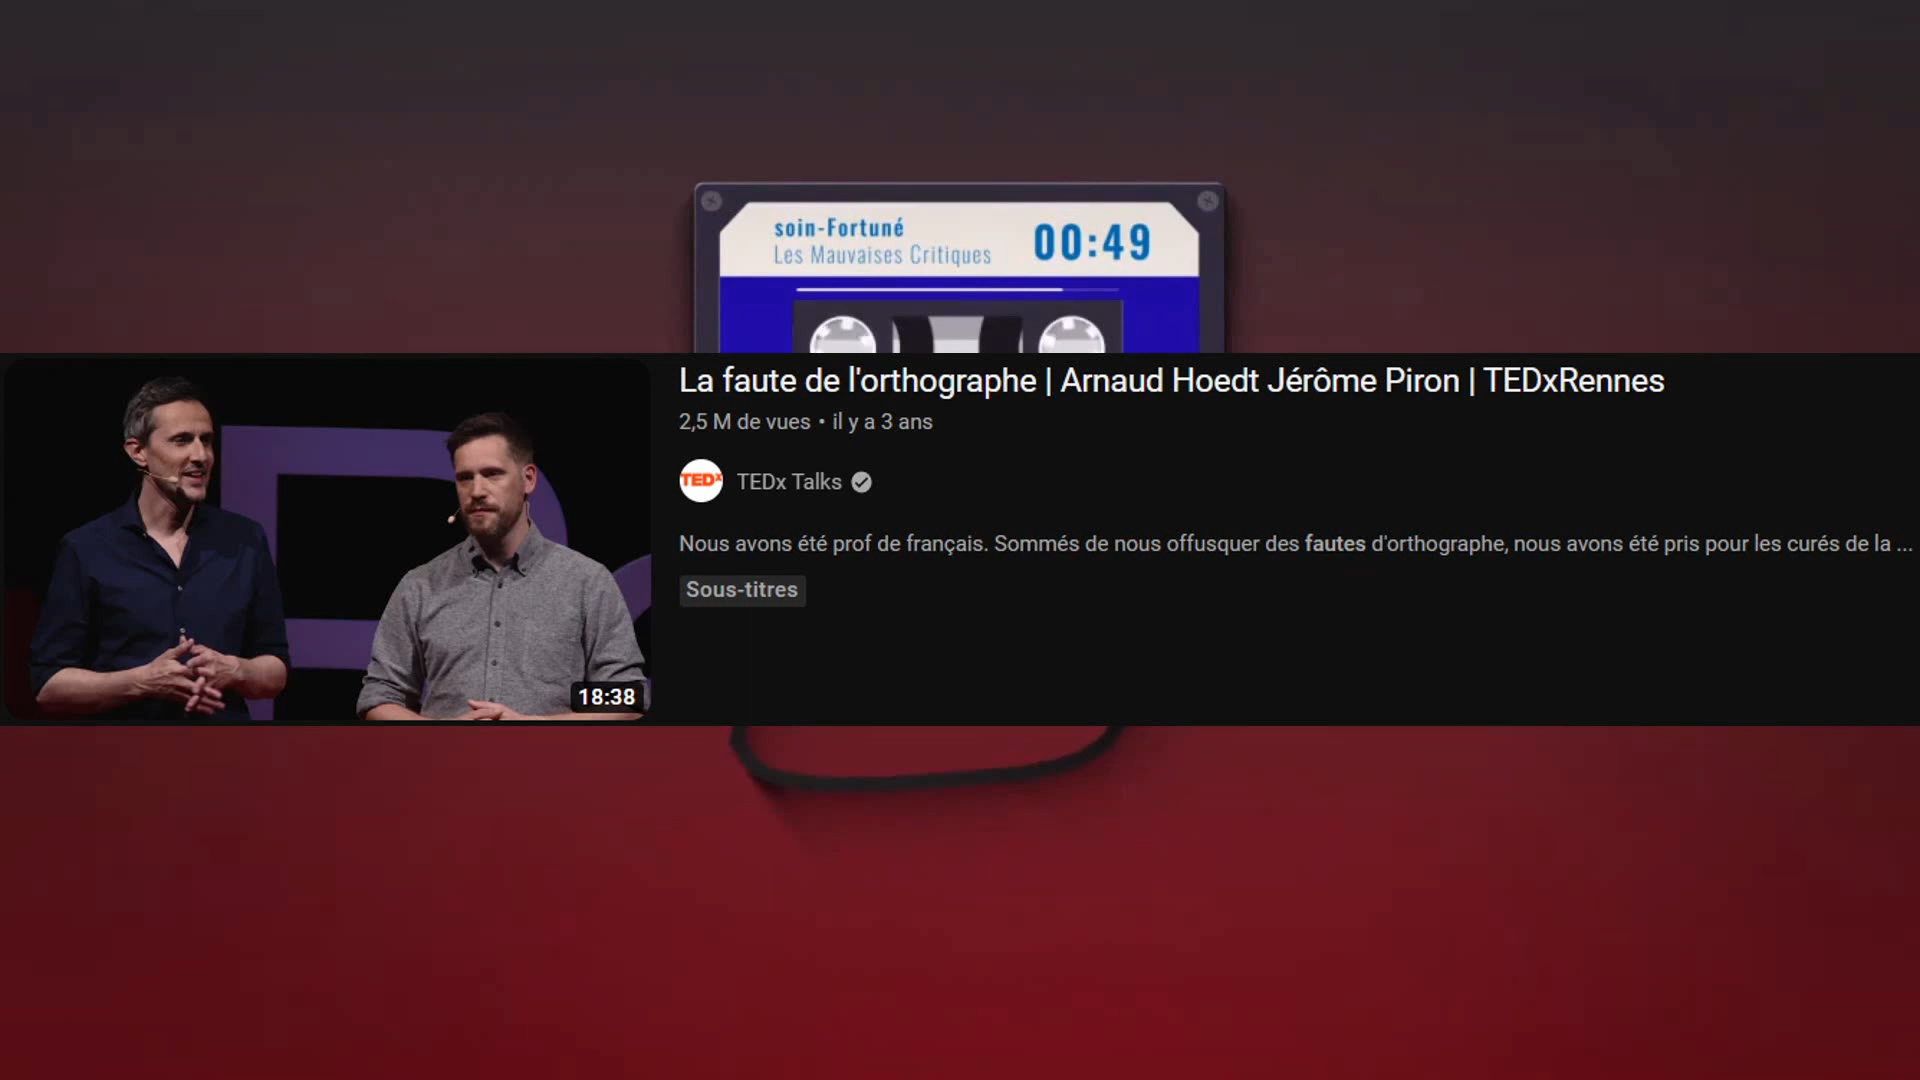 soin-Fortuné
Les Mauvaises Critiques
00:49
La faute de l'orthographe | Arnaud Hoedt Jérôme Piron | TEDxRennes
2,5 M de vues • il y a 3 ans
TEDx
TEDx Talks
Nous avons été prof de français. Sommés de nous offusquer des fautes d'orthographe, nous avons été pris pour les curés de la ...
Sous-titres
18:38